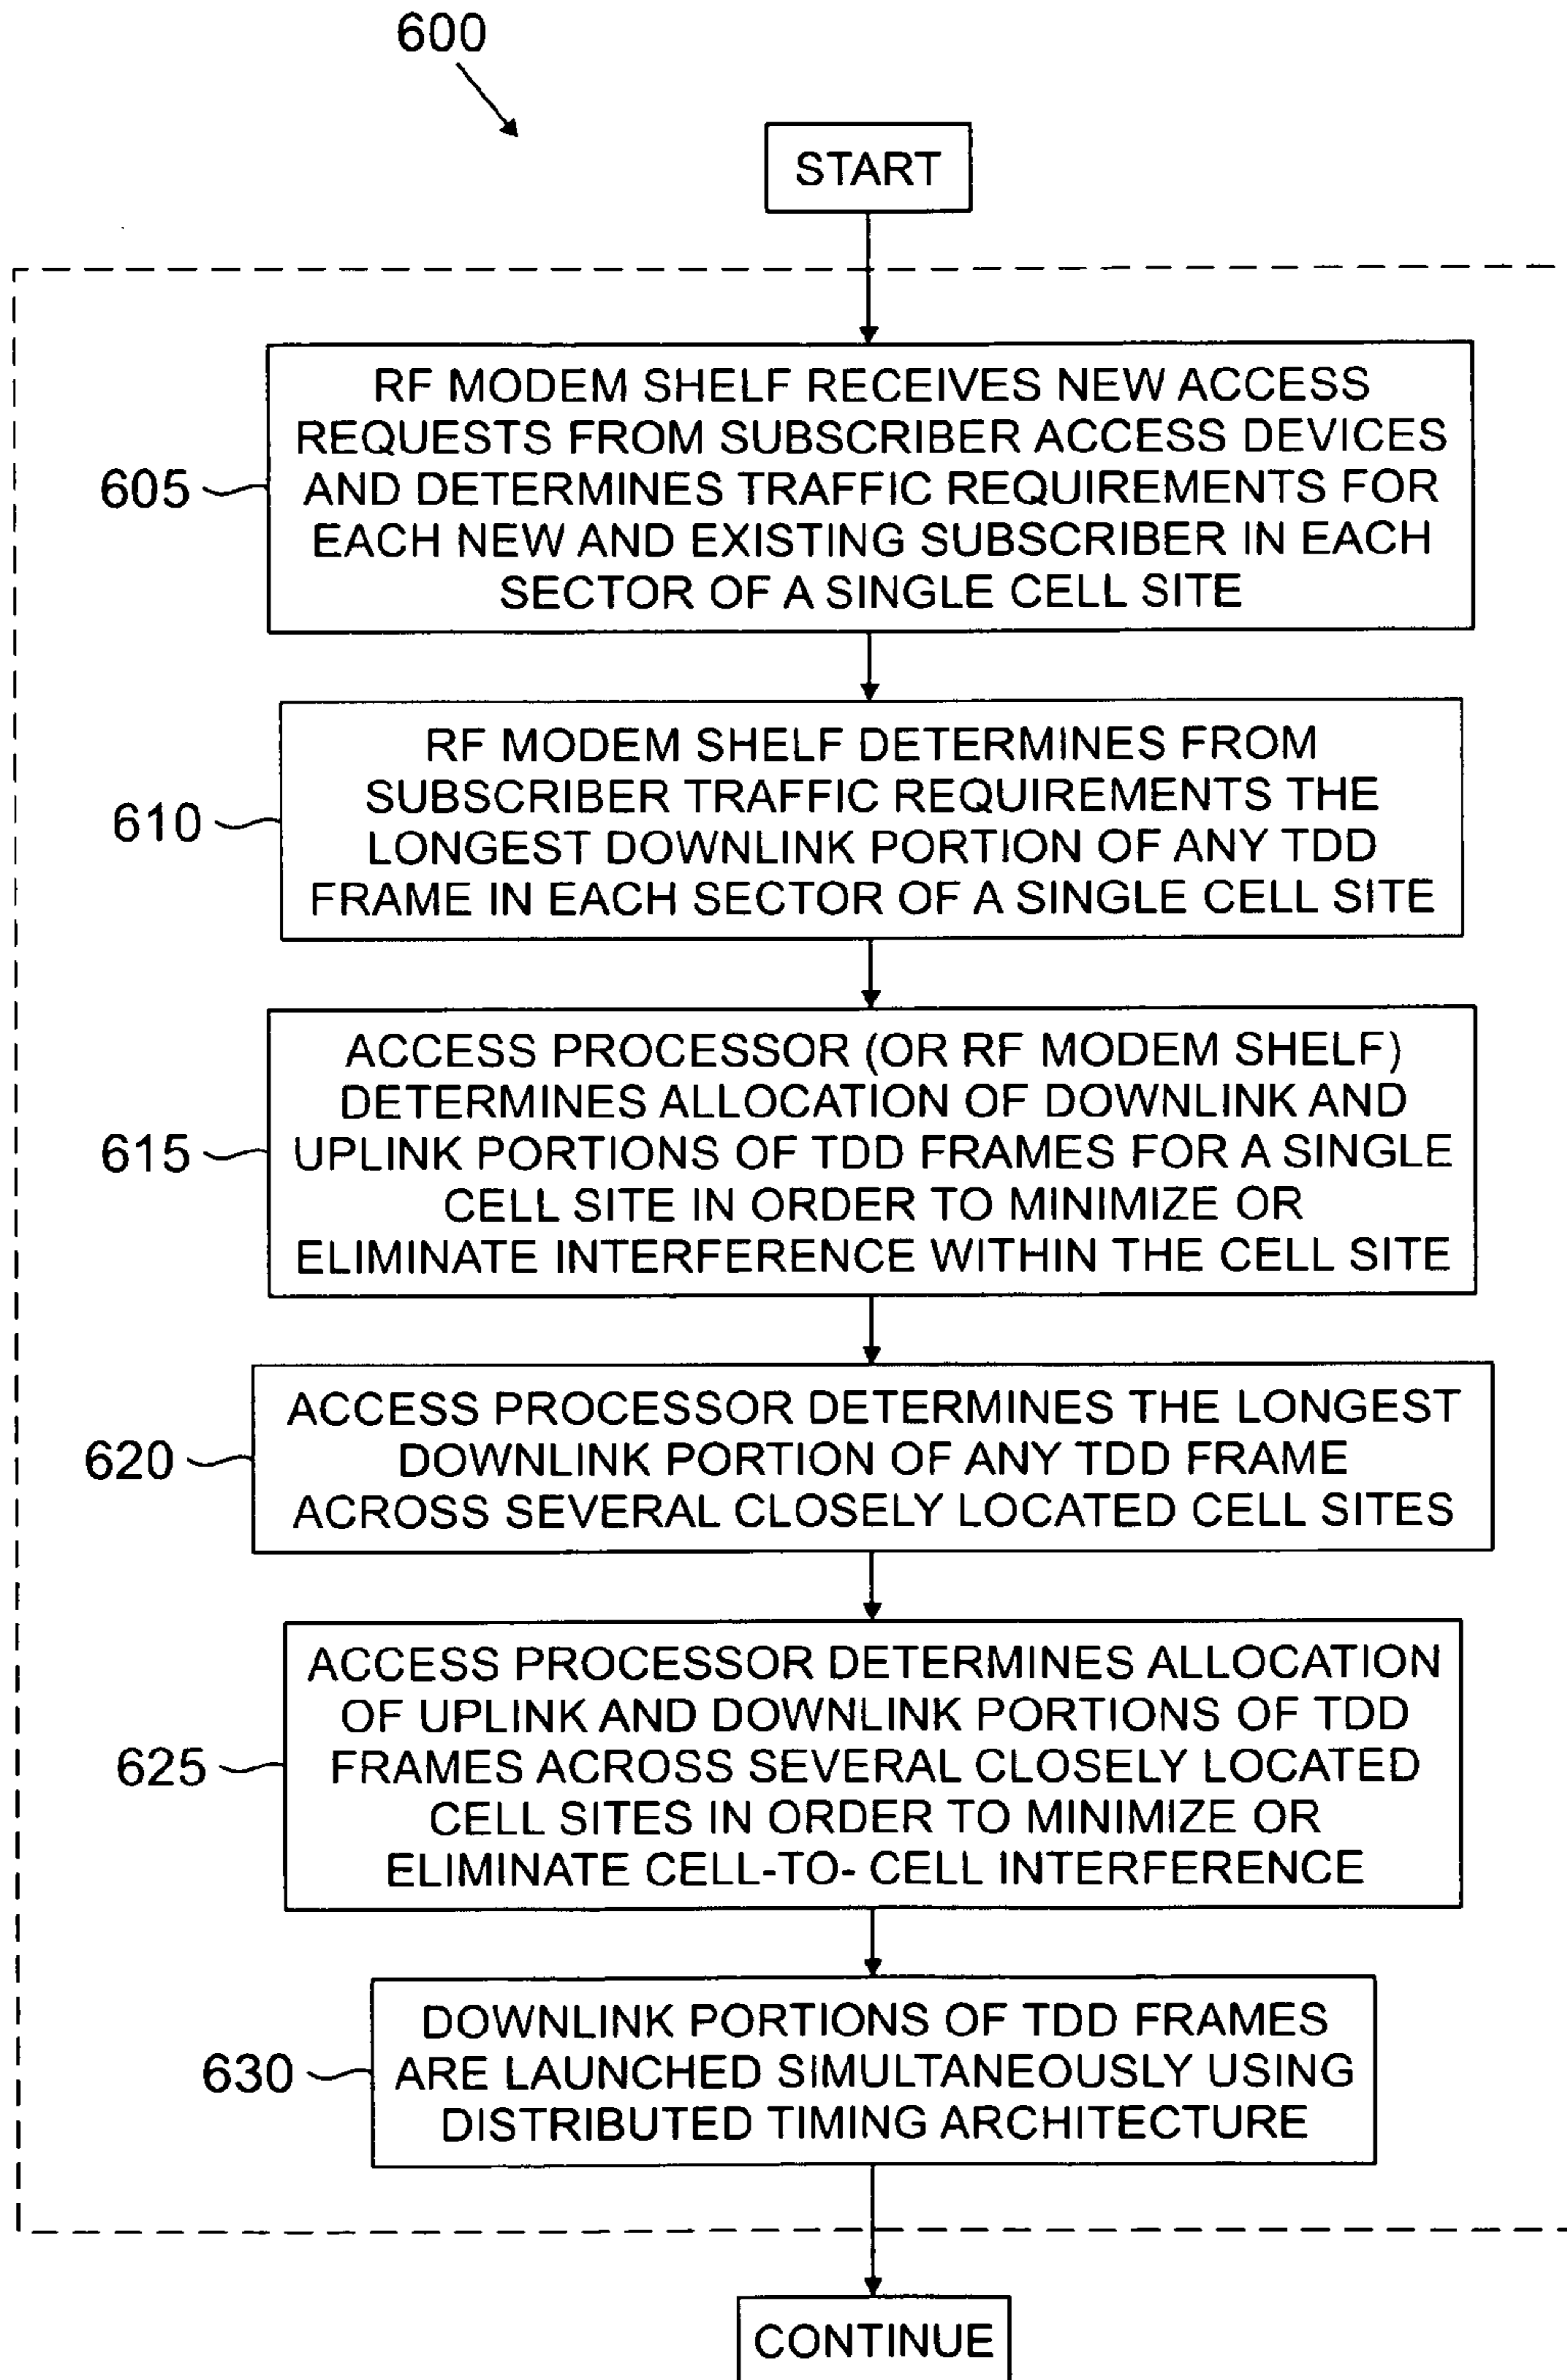 600
START
605
RF MODEM SHELF RECEIVES NEW ACCESS
REQUESTS FROM SUBSCRIBER ACCESS DEVICES
AND DETERMINES TRAFFIC REQUIREMENTS FOR
EACH NEW AND EXISTING SUBSCRIBER IN EACH
SECTOR OF A SINGLE CELL SITE
610
RF MODEM SHELF DETERMINES FROM
SUBSCRIBER TRAFFIC REQUIREMENTS THE
LONGEST DOWNLINK PORTION OF ANY TDD
FRAME IN EACH SECTOR OF A SINGLE CELL SITE
615
ACCESS PROCESSOR (OR RF MODEM SHELF)
DETERMINES ALLOCATION OF DOWNLINK AND
UPLINK PORTIONS OF TDD FRAMES FOR A SINGLE
CELL SITE IN ORDER TO MINIMIZE OR
ELIMINATE INTERFERENCE WITHIN THE CELL SITE
620
ACCESS PROCESSOR DETERMINES THE LONGEST
DOWNLINK PORTION OF ANY TDD FRAME
ACROSS SEVERAL CLOSELY LOCATED CELL SITES
625
ACCESS PROCESSOR DETERMINES ALLOCATION
OF UPLINK AND DOWNLINK PORTIONS OF TDD
FRAMES ACROSS SEVERAL CLOSELY LOCATED
CELL SITES IN ORDER TO MINIMIZE OR
ELIMINATE CELL-TO- CELL INTERFERENCE
630
DOWNLINK PORTIONS OF TDD FRAMES
ARE LAUNCHED SIMULTANEOUSLY USING
DISTRIBUTED TIMING ARCHITECTURE
CONTINUE